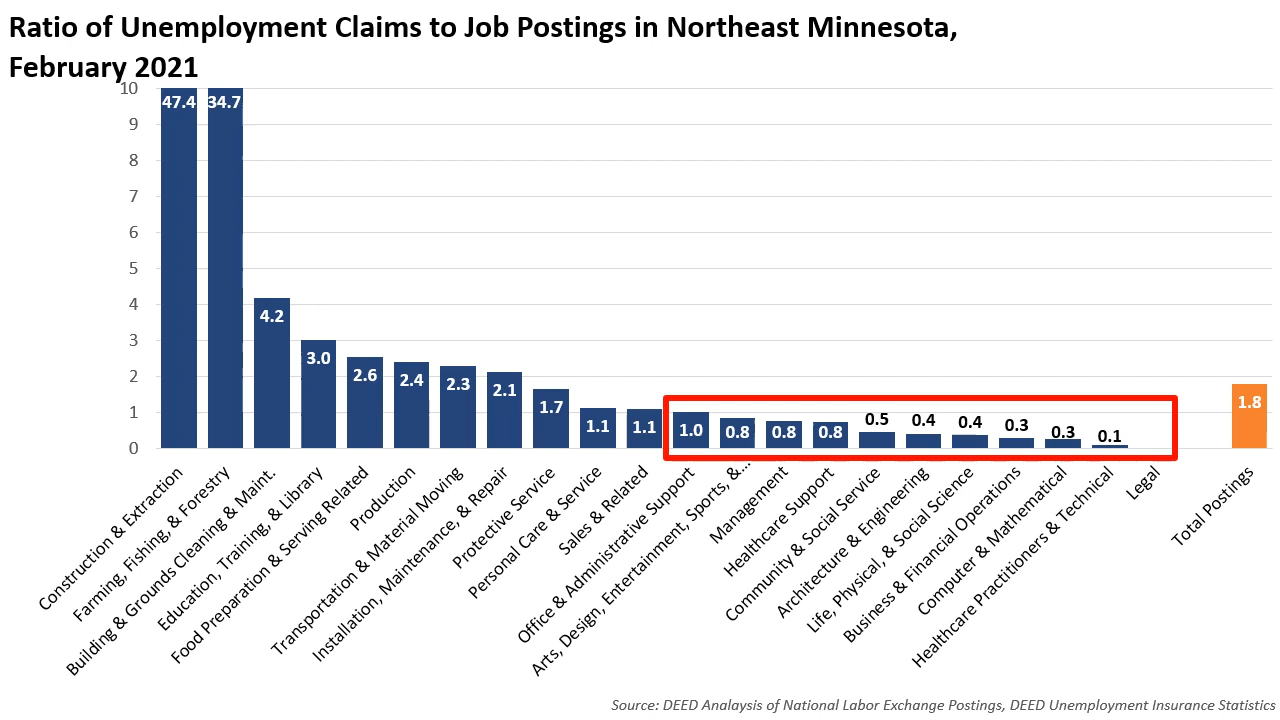 Ratio of Unemployment Claims to Job Postings in Northeast Minnesota,
February 2021
10
9
8
7
6
5
4
3
2
1
0
47.4
34.7
4.2
3.0
2.6
2.4
2.3
2.1
1.7
1.1
1.1
1.0
0.8
0.8
0.8
0.5
0.4
0.4
0.3
0.3
0.1
1.8
Construction & Extraction
Farming, Fishing, & Forestry
Building & Grounds Cleaning & Maint.
Education, Training, & Library
Food Preparation & Serving Related
Production
Transportation & Material Moving
Installation, Maintenance, & Repair
Protective Service
Personal Care & Service
Sales & Related
Office & Administrative Support
Arts, Design, Entertainment, Sports, &...
Management
Healthcare Support
Community & Social Service
Architecture & Engineering
Life, Physical, & Social Science
Business & Financial Operations
Computer & Mathematical
Healthcare Practitioners & Technical
Legal
Total Postings
Source: DEED Analaysis of National Labor Exchange Postings, DEED Unemployment Insurance Statistics